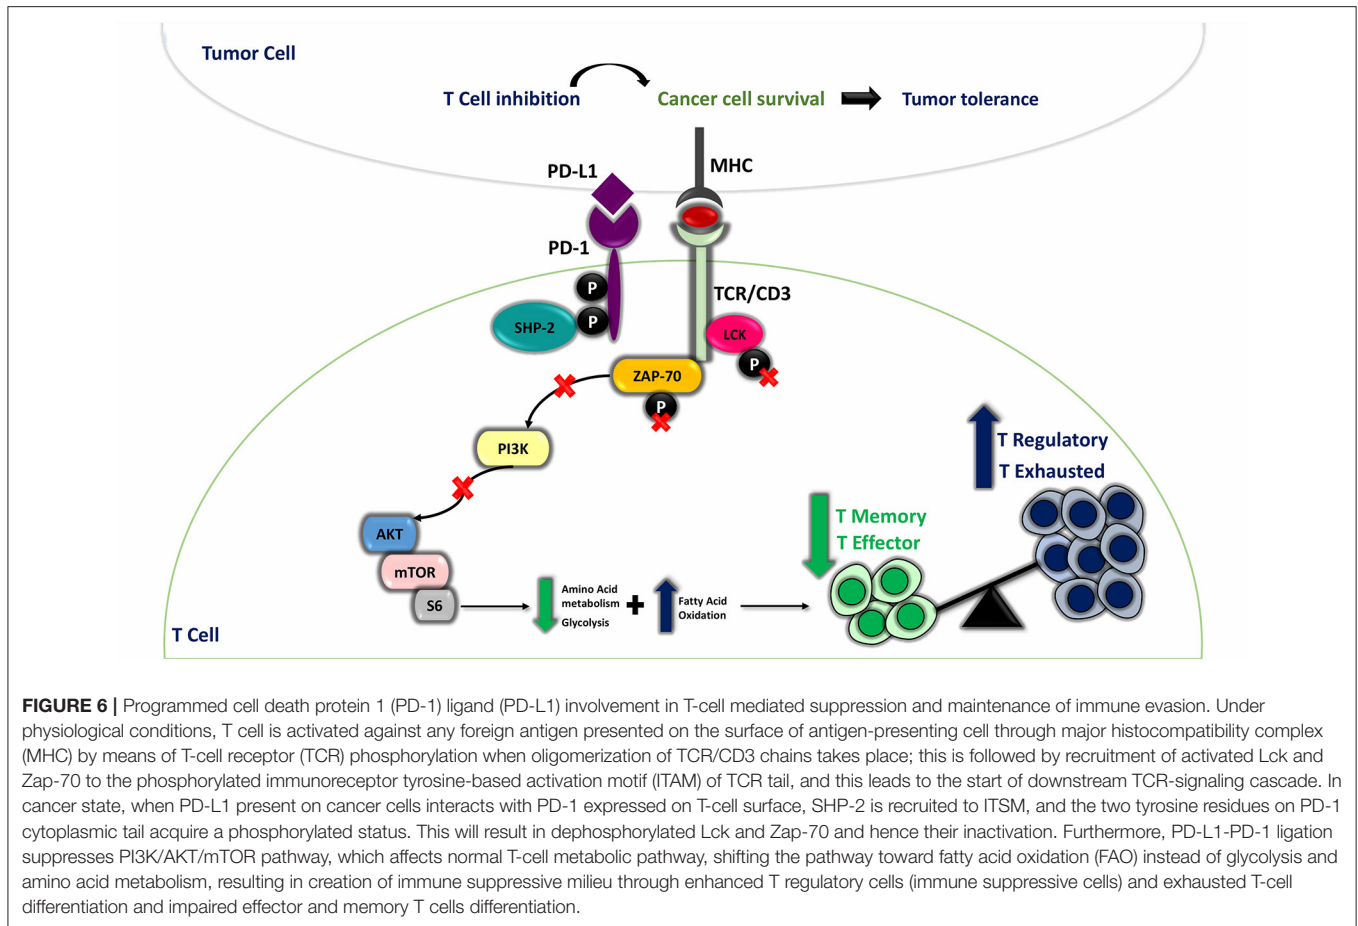 Tumor Cell
T Cell inhibition
Cancer cell survival
Tumor tolerance
PD-L1
MHC
PD-1
P
TCR/CD3
SHP-2
P
LCK
P
ZAP-70
P
PI3K
T Regulatory
T Exhausted
T Memory
T Effector
AKT
mTOR
S6
Amino Acid
metabolism
Glycolysis
Fatty Acid
Oxidation
T Cell
FIGURE 6 | Programmed cell death protein 1 (PD-1) ligand (PD-L1) involvement in T-cell mediated suppression and maintenance of immune evasion. Under
physiological conditions, T cell is activated against any foreign antigen presented on the surface of antigen-presenting cell through major histocompatibility complex
(MHC) by means of T-cell receptor (TCR) phosphorylation when oligomerization of TCR/CD3 chains takes place; this is followed by recruitment of activated Lck and
Zap-70 to the phosphorylated immunoreceptor tyrosine-based activation motif (ITAM) of TCR tail, and this leads to the start of downstream TCR-signaling cascade. In
cancer state, when PD-L1 present on cancer cells interacts with PD-1 expressed on T-cell surface, SHP-2 is recruited to ITSM, and the two tyrosine residues on PD-1
cytoplasmic tail acquire a phosphorylated status. This will result in dephosphorylated Lck and Zap-70 and hence their inactivation. Furthermore, PD-L1-PD-1 ligation
suppresses PI3K/AKT/mTOR pathway, which affects normal T-cell metabolic pathway, shifting the pathway toward fatty acid oxidation (FAO) instead of glycolysis and
amino acid metabolism, resulting in creation of immune suppressive milieu through enhanced T regulatory cells (immune suppressive cells) and exhausted T-cell
differentiation and impaired effector and memory T cells differentiation.